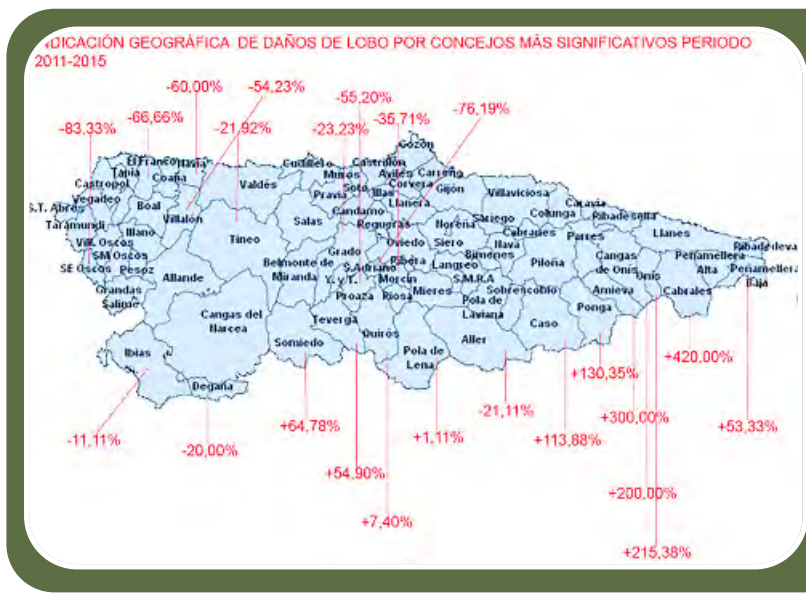 INDICACIÓN GEOGRÁFICA DE DAÑOS DE LOBO POR CONCEJOS MÁS SIGNIFICATIVOS PERIODO
2011-2015
-60,00%
-54,23%
-55,20%
-35,71%
-76,19%
-66,66%
-83,33%
-21,92%
-23,23%
Gozón
El Franco
Navia
Cudillero
Castrillón
Tapia
Coaña
Muros
Avilés
Carreño
Castropol
Valdés
Soto
Illas
Corvera
Gijón
Vegadeo
Boal
Pravia
Llanera
Villaviciosa
S.T. Abres
Villalón
Salas
Candamo
Sariego
Colunga
Caravia
Ribadesella
Taramundi
Illano
Regueras
Noreña
Cabranes
Llanes
Vill. Oscos
Tineo
Grado
Oviedo
Siero
Nava
Parres
Ribadedeva
SM Oscos
Belmonte de
Miranda
S.Adriano
Ribera
Bimenes
Piloña
Cangas
de Onís
Peñamellera
Alta
SE Oscos
Pesoz
Allande
Y. y T.
Morcín
Langreo
S.M.R.A
Onís
Peñamellera
Baja
Grandas
Salime
Proaza
Riosa
Mieres
Pola de
Laviana
Sobrescobio
Amieva
Cabrales
Cangas del
Narcea
Teverga
Quirós
Caso
Ponga
Somiedo
Aller
Ibias
Pola de
Lena
Degaña
+420,00%
+130,35%
-11,11%
-20,00%
+64,78%
+1,11%
-21,11%
+113,88%
+300,00%
+53,33%
+54,90%
+200,00%
+7,40%
+215,38%